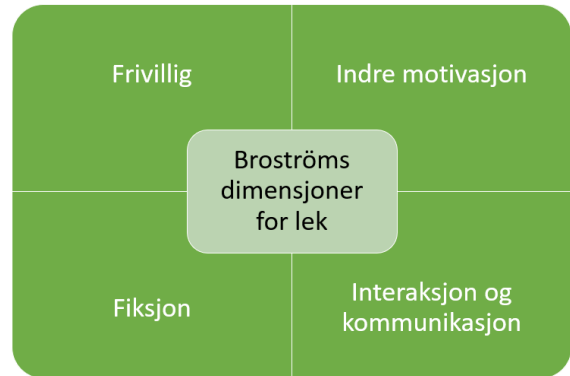 Frivillig
Indre motivasjon
Broströms
dimensjoner
for lek
Fiksjon
Interaksjon og
kommunikasjon